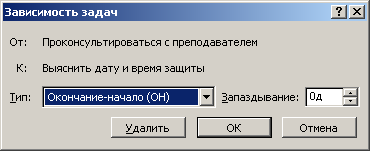 Зависимость задач
От: Проконсультироваться с преподавателем
К: Выяснить дату и время защиты
Тип: Окончание-начало (ОН) Запаздывание: 0д
Удалить ОК Отмена